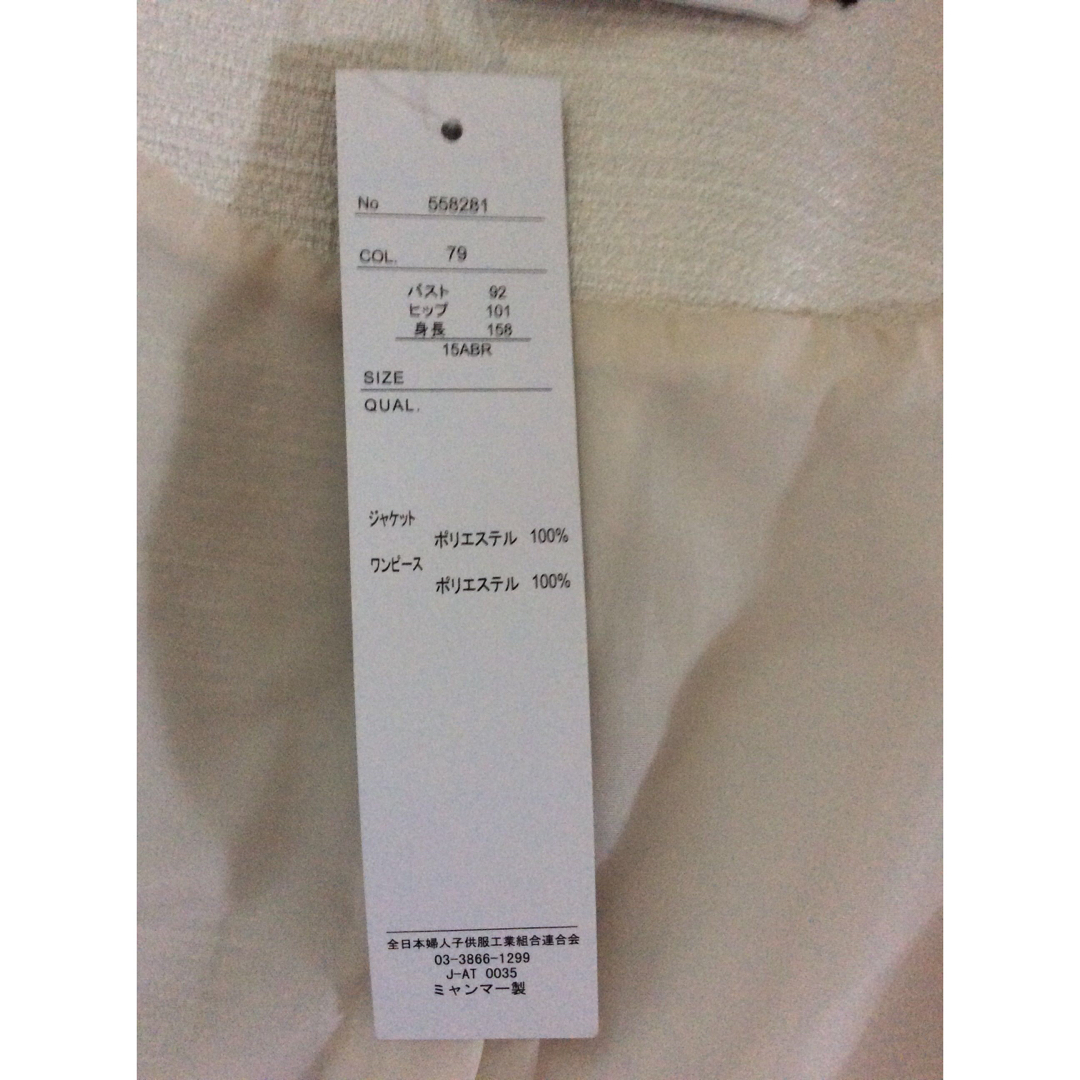 No 558281
COL. 79
バスト 92
ヒップ 101
身長 158
15ABR
SIZE
QUAL.
ジャケット
ポリエステル 100%
ワンピース
ポリエステル 100%
全日本婦人子供服工業組合連合会
03-3866-1299
J-AT 0035
ミャンマー製